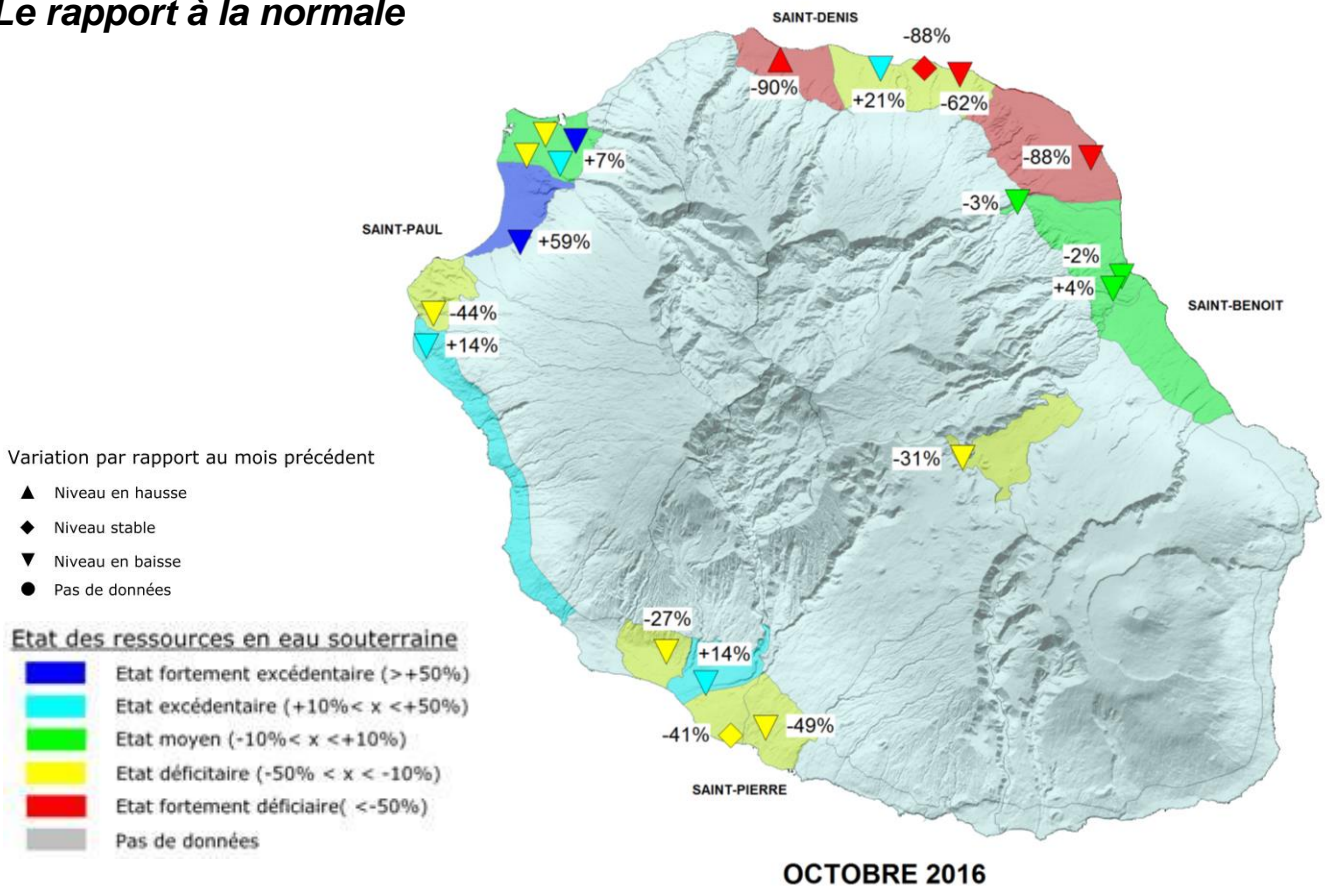 Le rapport à la normale
SAINT-DENIS
-88%
-90%
+21%
-62%
-88%
+7%
-3%
SAINT-PAUL
+59%
-2%
+4%
SAINT-BENOIT
-44%
+14%
-31%
Variation par rapport au mois précédent
Niveau en hausse
Niveau stable
Niveau en baisse
Pas de données
-27%
+14%
-41%
-49%
SAINT-PIERRE
Etat des ressources en eau souterraine
Etat fortement excédentaire (>+50%)
Etat excédentaire (+10%< x <+50%)
Etat moyen (-10%< x <+10%)
Etat déficitaire (-50% < x < -10%)
Etat fortement déficiaire( <-50%)
Pas de données
OCTOBRE 2016